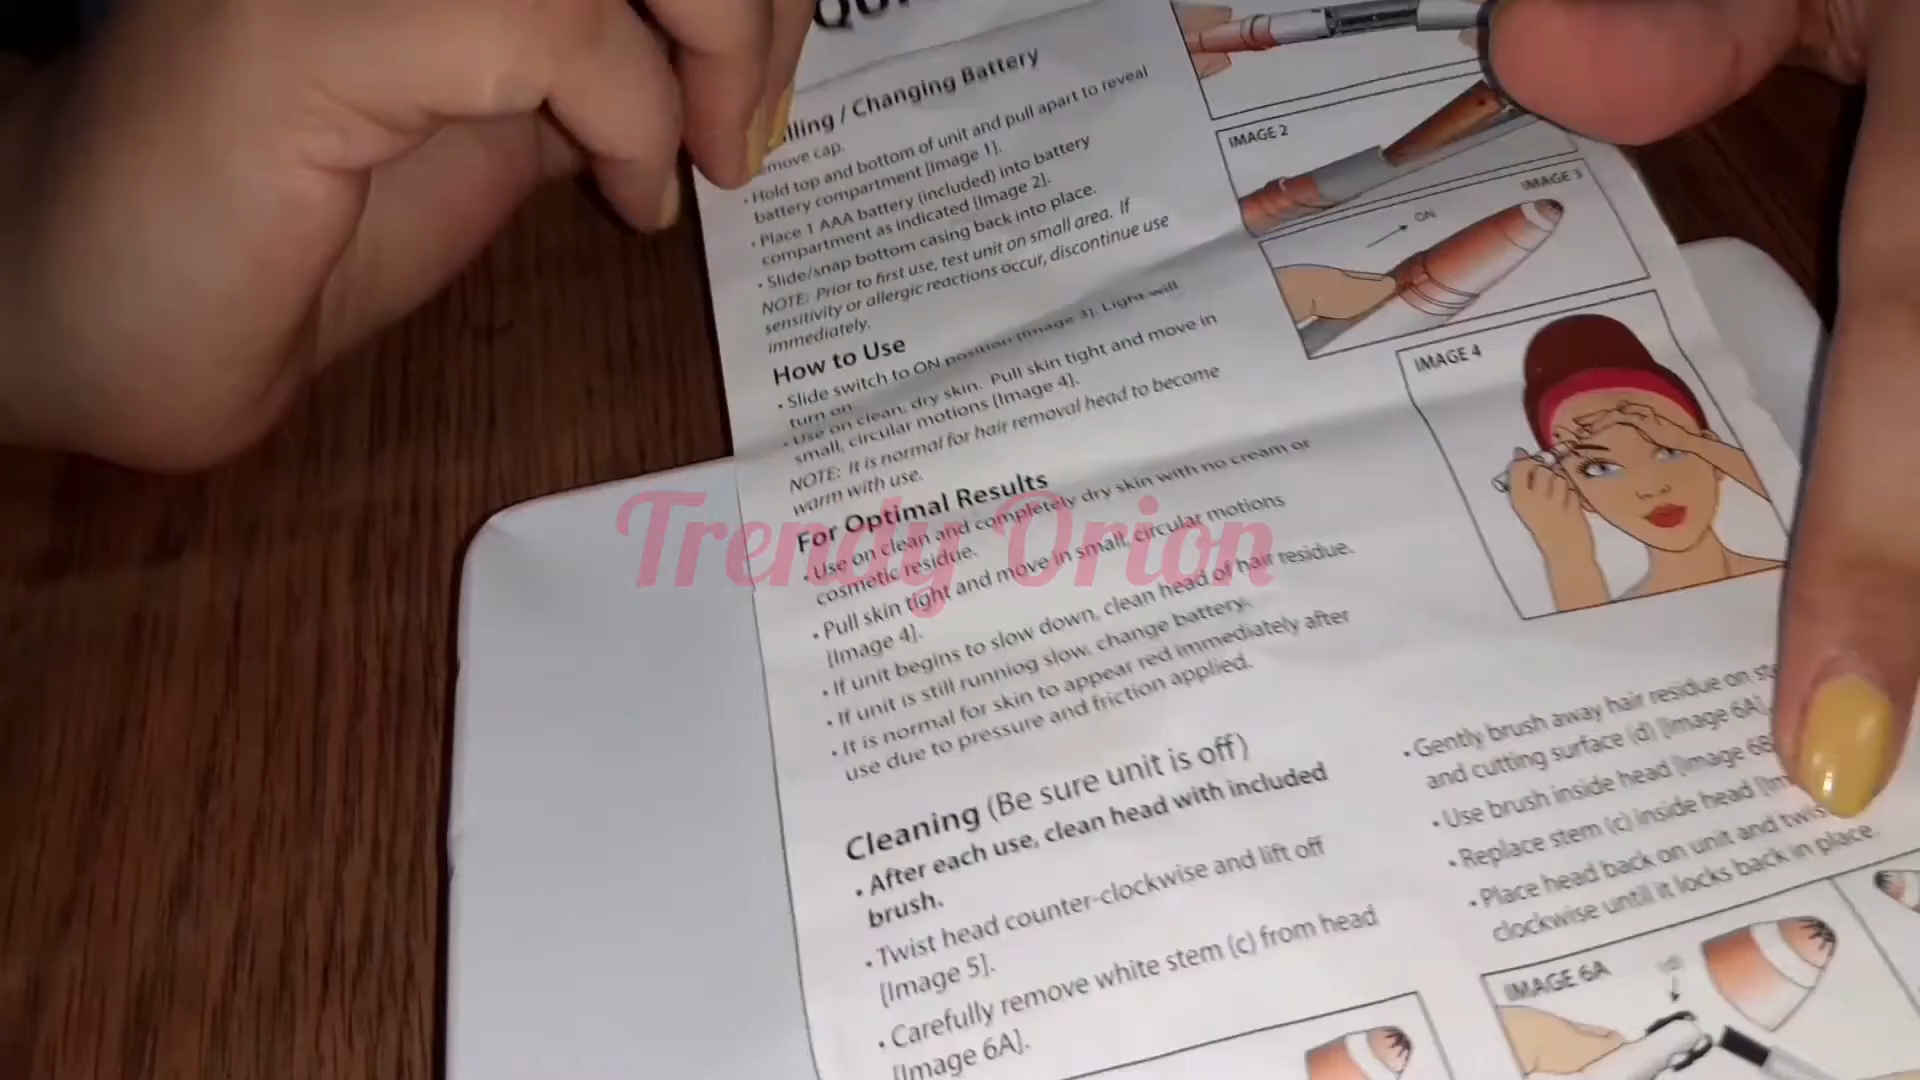 Changing Battery
move cap.
• Hold top and bottom of unit and pull apart to reveal
battery compartment [Image 1].
• Place 1 AAA battery (included) into battery
compartment as indicated [Image 2].
• Slide/snap bottom casing back into place.
NOTE: Prior to first use, test unit on small area. If
sensitivity or allergic reactions occur, discontinue use
immediately.
How to Use
• Slide switch to ON position [Image 3]. Light will
turn on.
• Use on clean, dry skin. Pull skin tight and move in
small, circular motions [Image 4].
NOTE: It is normal for hair removal head to become
warm with use.
For Optimal Results
• Use on clean and completely dry skin with no cream or
cosmetic residue.
• Pull skin tight and move in small, circular motions
[Image 4].
• If unit begins to slow down, clean head of hair residue.
• If unit is still running slow, change battery.
• It is normal for skin to appear red immediately after
use due to pressure and friction applied.
Cleaning (Be sure unit is off)
• After each use, clean head with included
brush.
• Twist head counter-clockwise and lift off
[Image 5].
• Carefully remove white stem (c) from head
[Image 6A].
• Gently brush away hair residue on
and cutting surface (d) [Image 6A]
• Use brush inside head [Image 6B
• Replace stem (c) inside head
• Place head back on unit and
clockwise until it locks back in place.
IMAGE 2
IMAGE 3
ON
IMAGE 4
IMAGE 6A
(d)
Trendy Orion